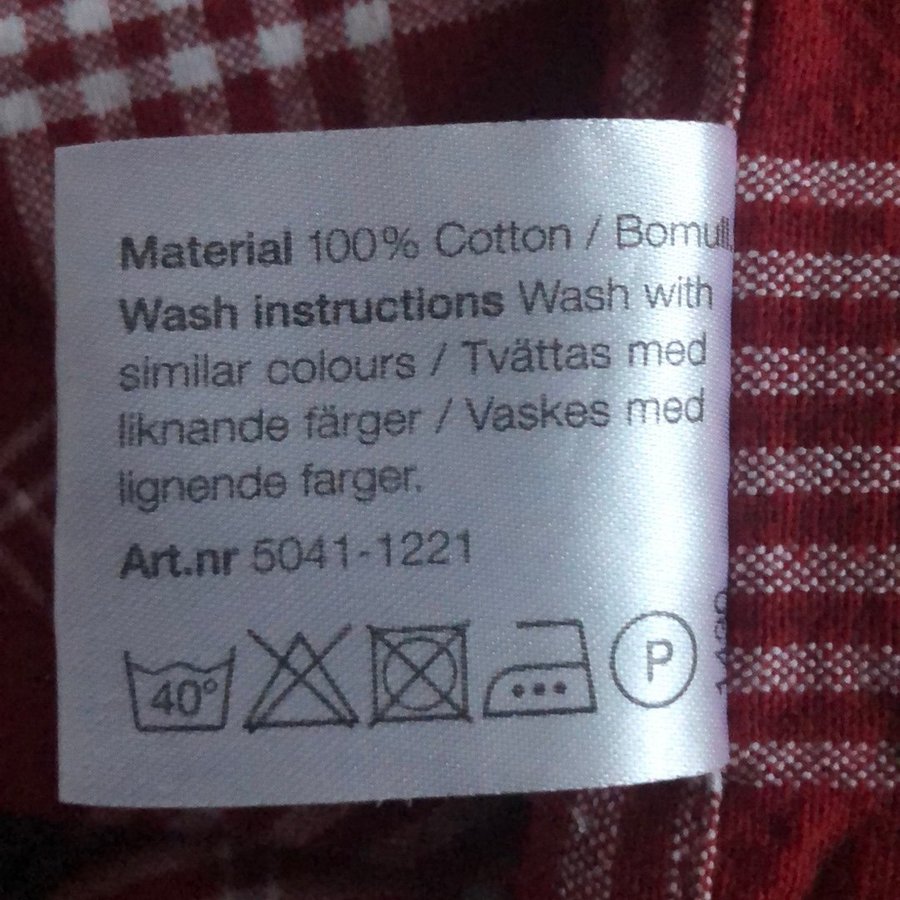 Material 100% Cotton / Bomull.
Wash instructions Wash with
similar colours / Tvättas med
liknande färger / Vaskes med
lignende farger.
Art.nr 5041-1221
40°
P